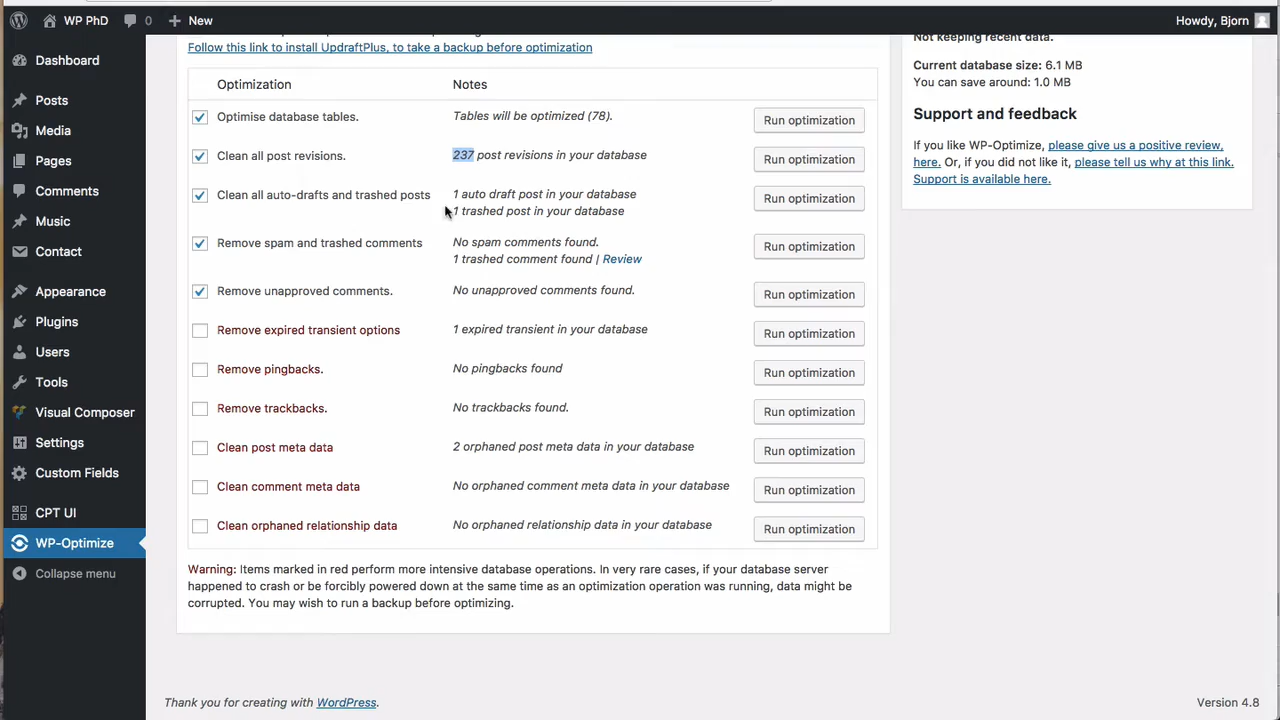 WP PhD
0
New
Howdy, Bjorn
Dashboard
Posts
Media
Pages
Comments
Music
Contact
Appearance
Plugins
Users
Tools
Visual Composer
Settings
Custom Fields
CPT UI
WP-Optimize
Collapse menu
Follow this link to install UpdraftPlus, to take a backup before optimization
Optimization Notes
Optimise database tables. Tables will be optimized (78). Run optimization
Clean all post revisions. 237 post revisions in your database Run optimization
Clean all auto-drafts and trashed posts 1 auto draft post in your database Run optimization
1 trashed post in your database
Remove spam and trashed comments No spam comments found. Run optimization
1 trashed comment found | Review
Remove unapproved comments. No unapproved comments found. Run optimization
Remove expired transient options 1 expired transient in your database Run optimization
Remove pingbacks. No pingbacks found Run optimization
Remove trackbacks. No trackbacks found. Run optimization
Clean post meta data 2 orphaned post meta data in your database Run optimization
Clean comment meta data No orphaned comment meta data in your database Run optimization
Clean orphaned relationship data No orphaned relationship data in your database Run optimization
Warning: Items marked in red perform more intensive database operations. In very rare cases, if your database server
happened to crash or be forcibly powered down at the same time as an optimization operation was running, data might be
corrupted. You may wish to run a backup before optimizing.
Not keeping recent data.
Current database size: 6.1 MB
You can save around: 1.0 MB
Support and feedback
If you like WP-Optimize, please give us a positive review,
here. Or, if you did not like it, please tell us why at this link.
Support is available here.
Thank you for creating with WordPress.
Version 4.8